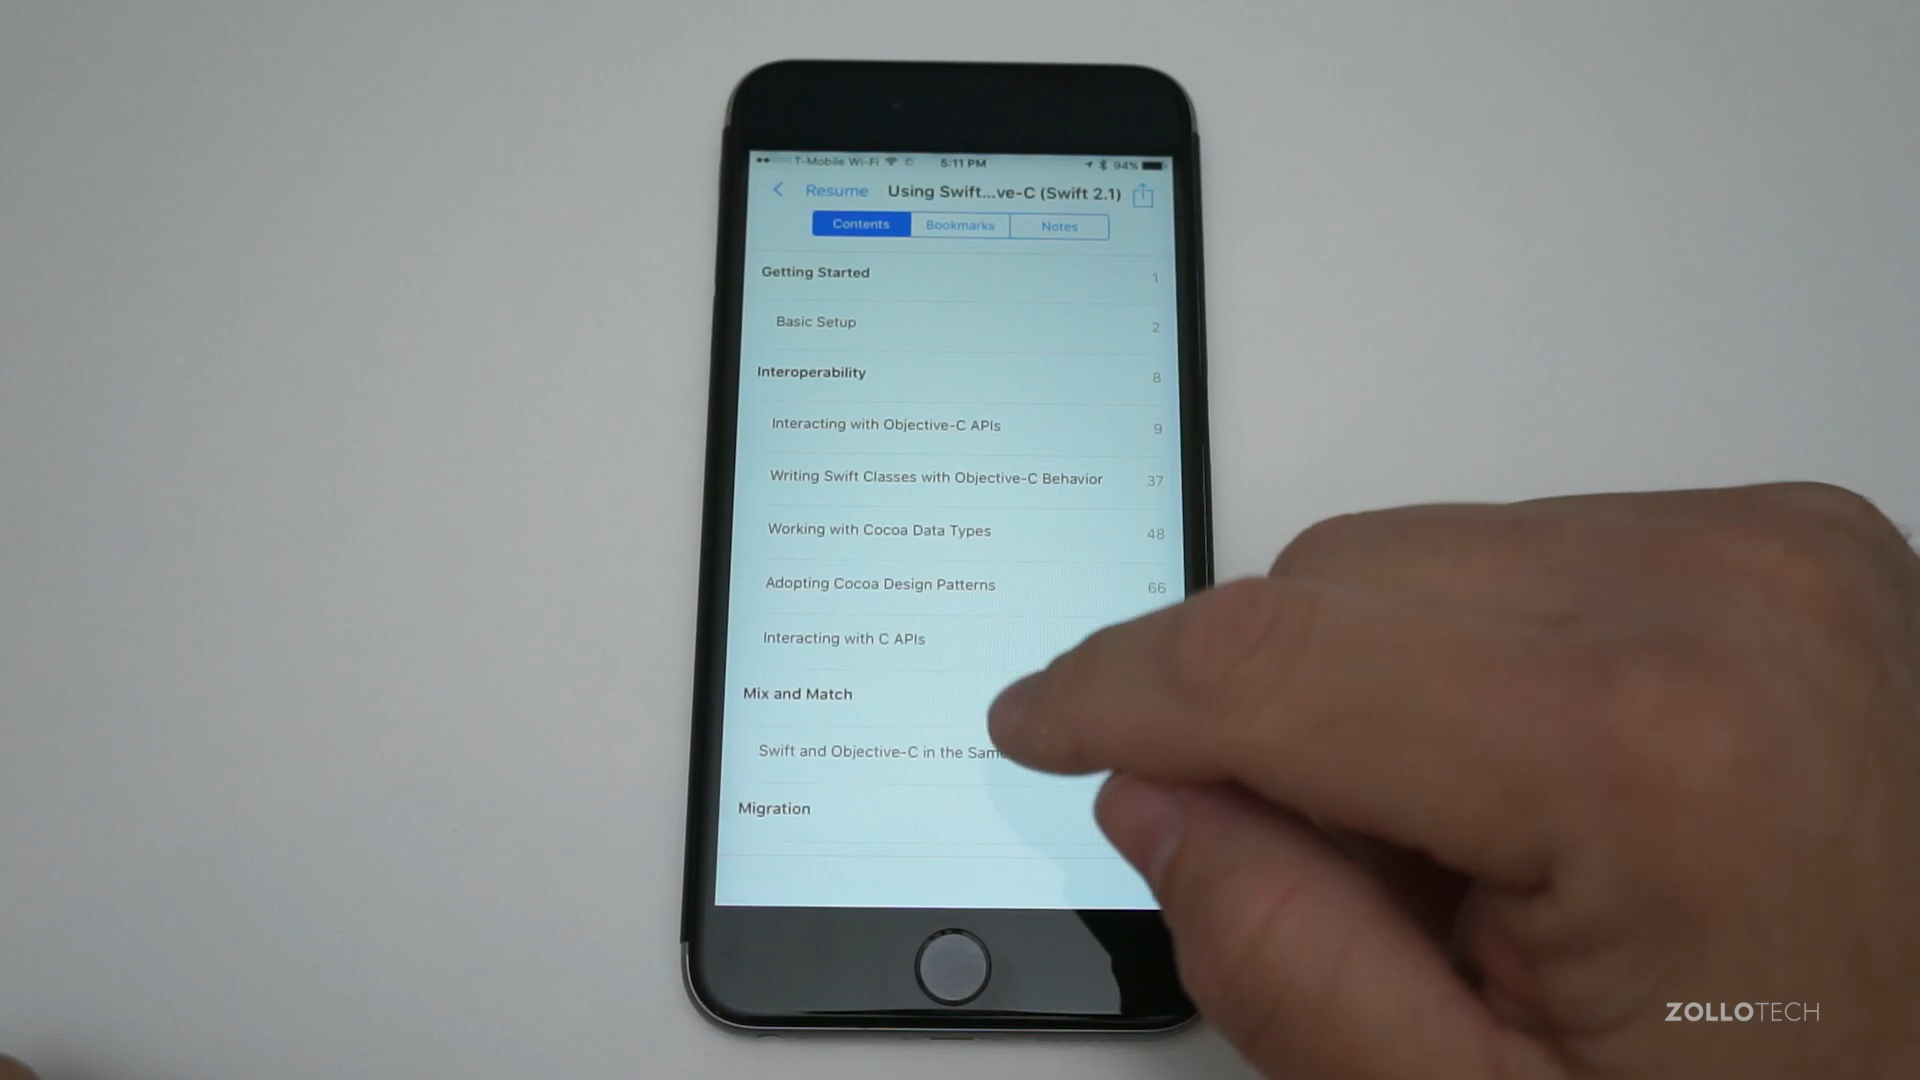 T-Mobile Wi-Fi 5:11 PM 94%
Resume Using Swift...ve-C (Swift 2.1)
Contents Bookmarks Notes
Getting Started 1
Basic Setup 2
Interoperability 8
Interacting with Objective-C APIs 9
Writing Swift Classes with Objective-C Behavior 37
Working with Cocoa Data Types 48
Adopting Cocoa Design Patterns 66
Interacting with C APIs
Mix and Match
Swift and Objective-C in the Same
Migration
ZOLLOTECH